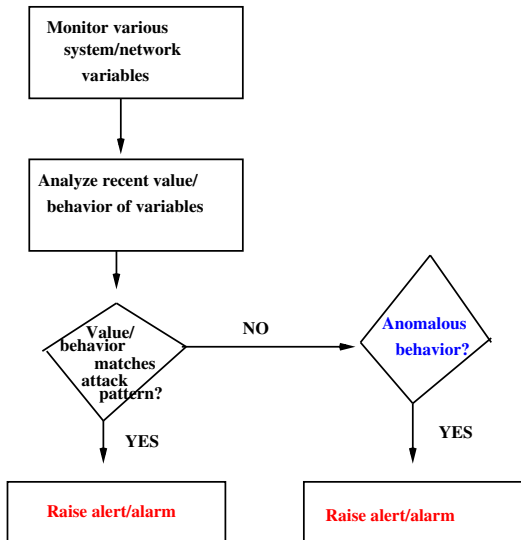 Monitor various
system/network
variables
Analyze recent value/
behavior of variables
Value/
behavior
matches
attack
pattern?
NO
Anomalous
behavior?
YES
YES
Raise alert/alarm
Raise alert/alarm